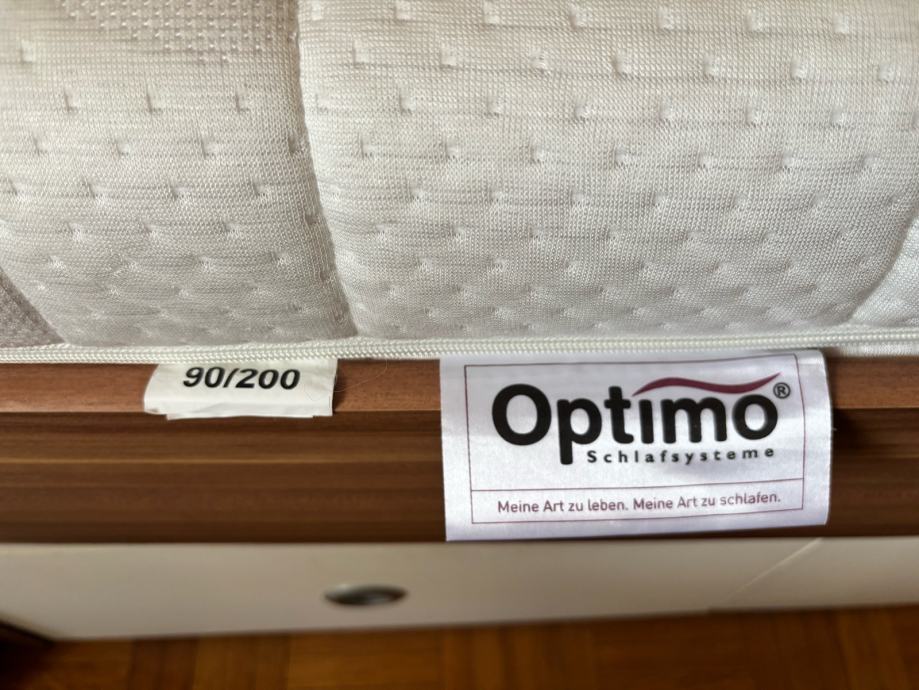 90/200
Optimo®
Schlafsysteme
Meine Art zu leben. Meine Art zu schlafen.